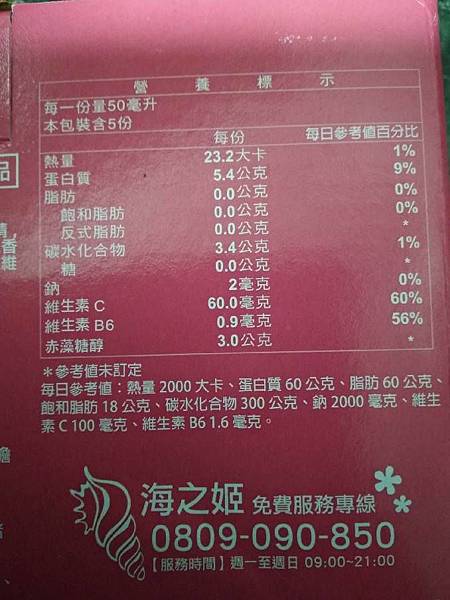 營養標示
每一份量50毫升
本包裝含5份
每份 每日參考值百分比
熱量 23.2大卡 1%
蛋白質 5.4公克 9%
脂肪 0.0公克 0%
飽和脂肪 0.0公克 0%
反式脂肪 0.0公克 *
碳水化合物 3.4公克 1%
糖 0.0公克 *
鈉 2毫克 0%
維生素 C 60.0毫克 60%
維生素 B6 0.9毫克 56%
赤藻糖醇 3.0公克 *
＊參考值未訂定
每日參考值：熱量 2000 大卡、蛋白質 60 公克、脂肪 60 公克、
飽和脂肪 18 公克、碳水化合物 300 公克、鈉 2000 毫克、維生
素 C 100 毫克、維生素 B6 1.6 毫克。
海之姬 免費服務專線
0809-090-850
【服務時間】週一至週日 09:00~21:00
品
香
維